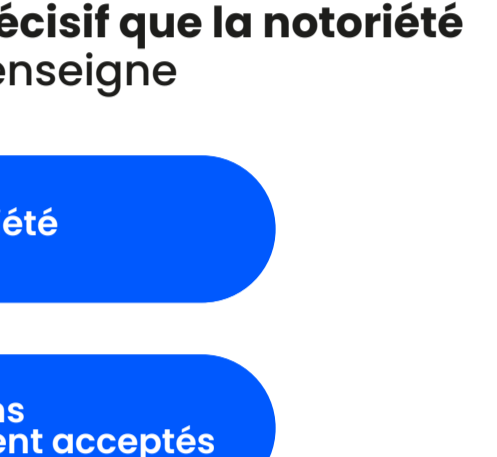 écisif que la notoriété
enseigne
été
ns
ent acceptés